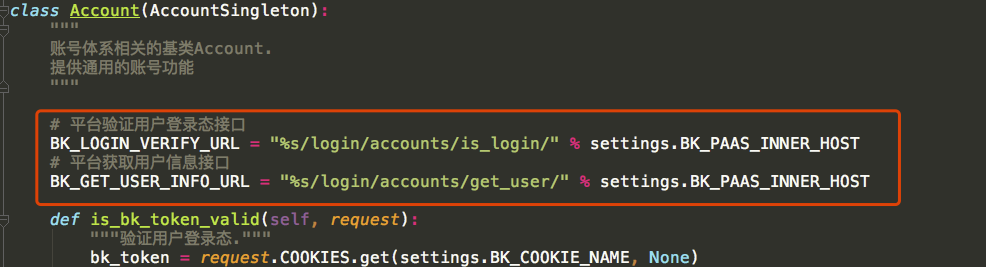 class Account(AccountSingleton):
"""
账号体系相关的基类Account.
提供通用的账号功能
"""
# 平台验证用户登录态接口
BK_LOGIN_VERIFY_URL = "%s/login/accounts/is_login/" % settings.BK_PAAS_INNER_HOST
# 平台获取用户信息接口
BK_GET_USER_INFO_URL = "%s/login/accounts/get_user/" % settings.BK_PAAS_INNER_HOST
def is_bk_token_valid(self, request):
"""验证用户登录态."""
bk_token = request.COOKIES.get(settings.BK_COOKIE_NAME, None)